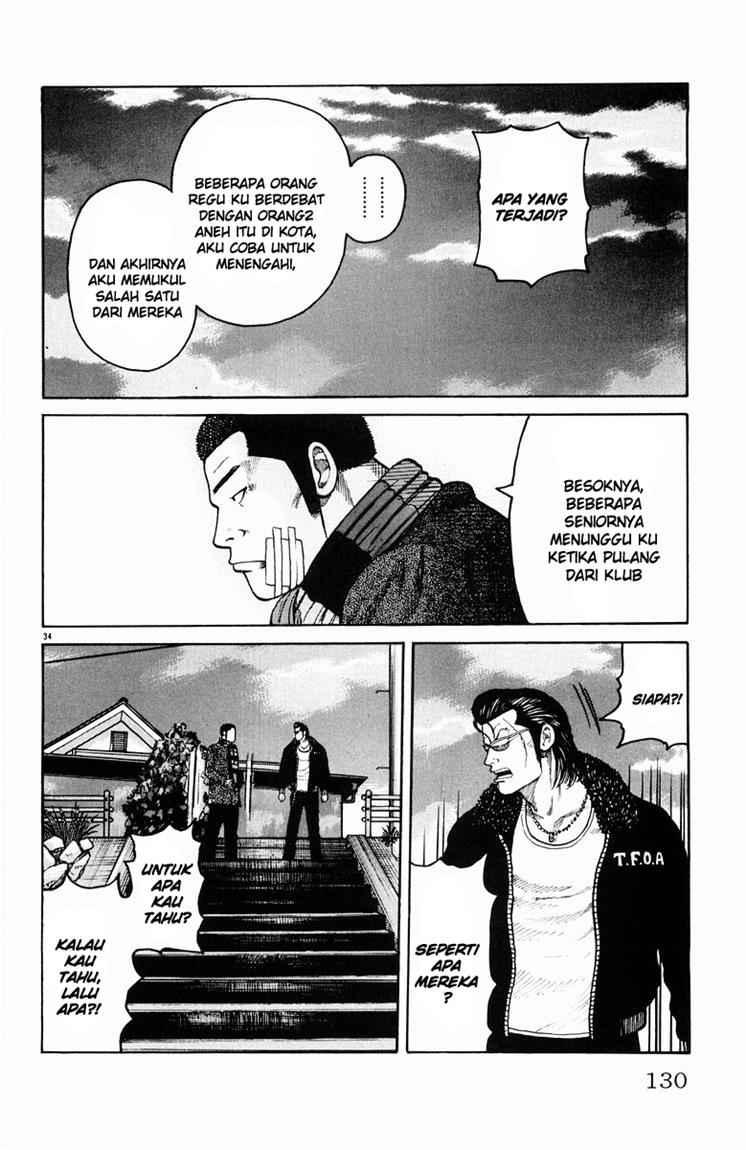 APA YANG
TERJADI?
BEBERAPA ORANG
REGU KU BERDEBAT
DENGAN ORANG2
ANEH ITU DI KOTA,
AKU COBA UNTUK
MENENGAHI,
DAN AKHIRNYA
AKU MEMUKUL
SALAH SATU
DARI MEREKA
BESOKNYA,
BEBERAPA
SENIORNYA
MENUNGGU KU
KETIKA PULANG
DARI KLUB
34
SIAPA?!
T.F.O.A
SEPERTI
APA
MEREKA
?
UNTUK
APA
KAU
TAHU?
KALAU
KAU
TAHU,
LALU
APA?!
130